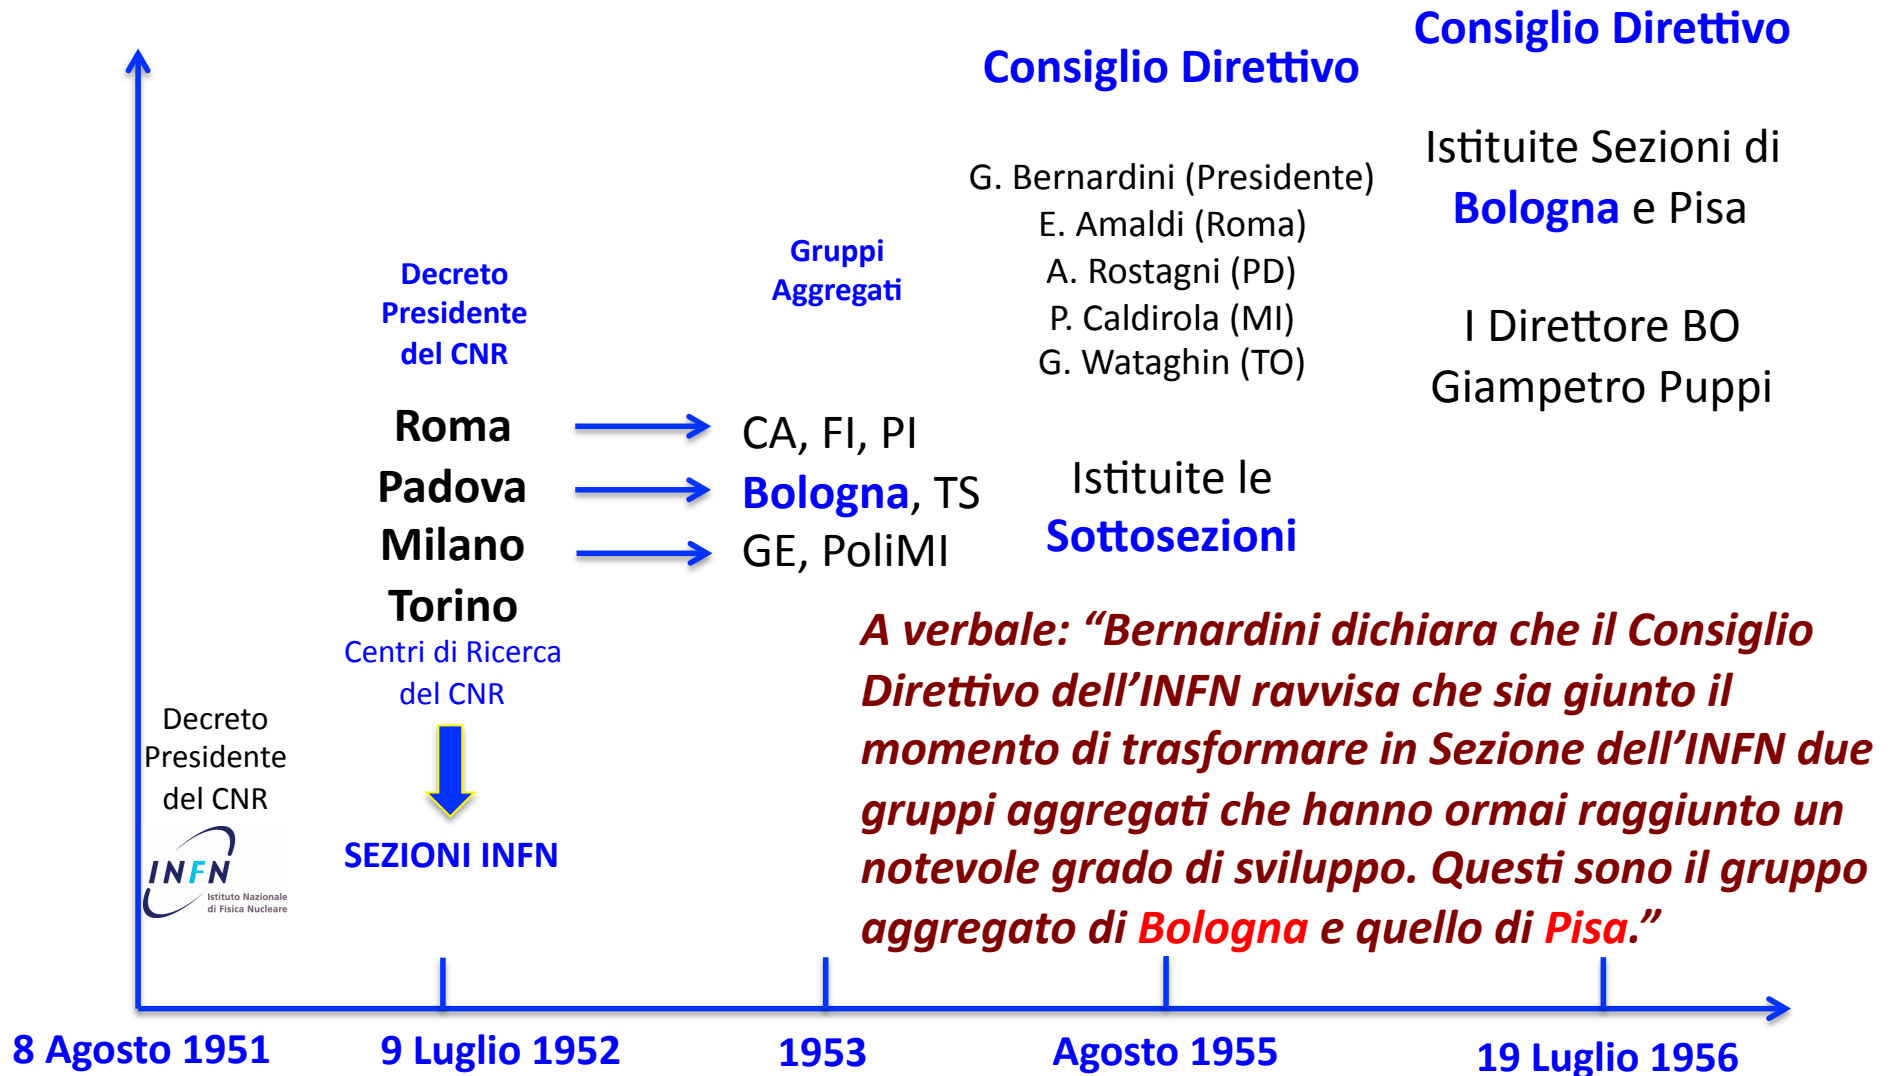 Consiglio Direttivo
Consiglio Direttivo
G. Bernardini (Presidente)
E. Amaldi (Roma)
A. Rostagni (PD)
P. Caldirola (MI)
G. Wataghin (TO)
Istituite Sezioni di
Bologna e Pisa
I Direttore BO
Giampetro Puppi
Decreto
Presidente
del CNR
Gruppi
Aggregati
Roma
CA, FI, PI
Padova
Bologna, TS
Milano
GE, PoliMI
Torino
Centri di Ricerca
del CNR
SEZIONI INFN
Istituite le
Sottosezioni
Decreto
Presidente
del CNR
INFN
Istituto Nazionale
di Fisica Nucleare
A verbale: “Bernardini dichiara che il Consiglio
Direttivo dell’INFN ravvisa che sia giunto il
momento di trasformare in Sezione dell’INFN due
gruppi aggregati che hanno ormai raggiunto un
notevole grado di sviluppo. Questi sono il gruppo
aggregato di Bologna e quello di Pisa.”
8 Agosto 1951
9 Luglio 1952
1953
Agosto 1955
19 Luglio 1956